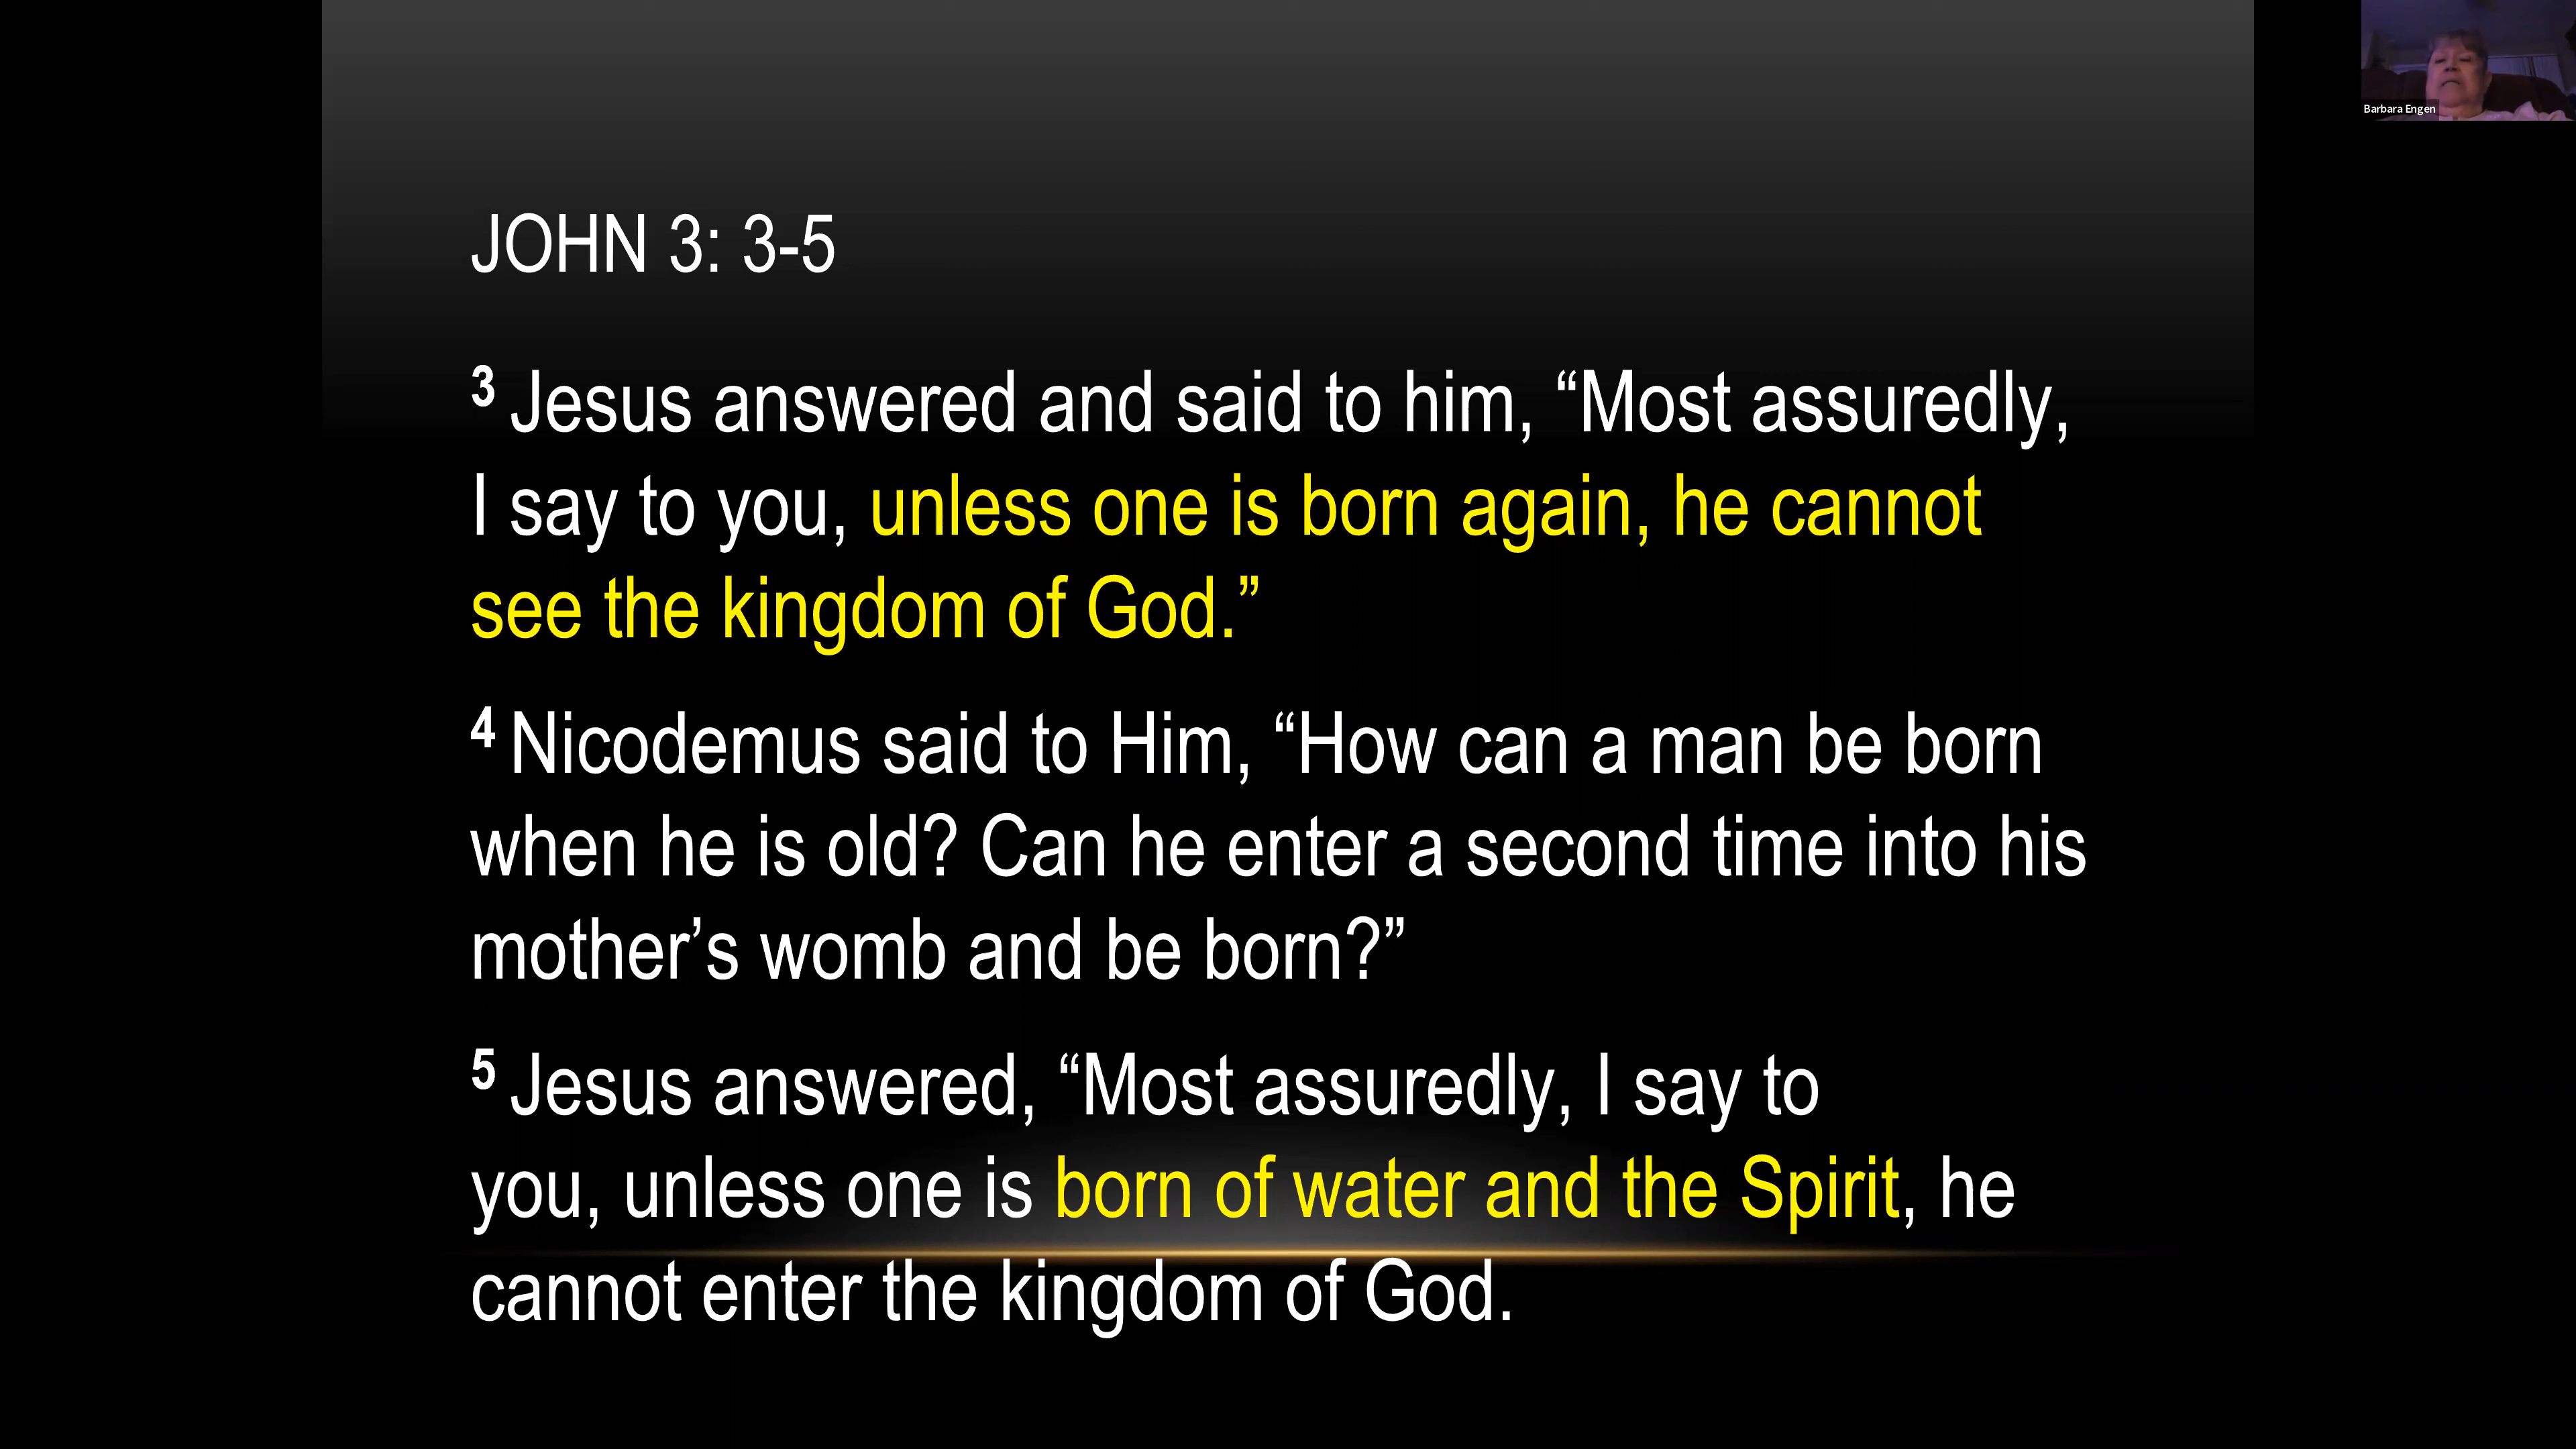 Barbara Engen
JOHN 3: 3-5
3 Jesus answered and said to him, “Most assuredly,
I say to you, unless one is born again, he cannot
see the kingdom of God.”
4 Nicodemus said to Him, “How can a man be born
when he is old? Can he enter a second time into his
mother’s womb and be born?”
5 Jesus answered, “Most assuredly, I say to
you, unless one is born of water and the Spirit, he
cannot enter the kingdom of God.